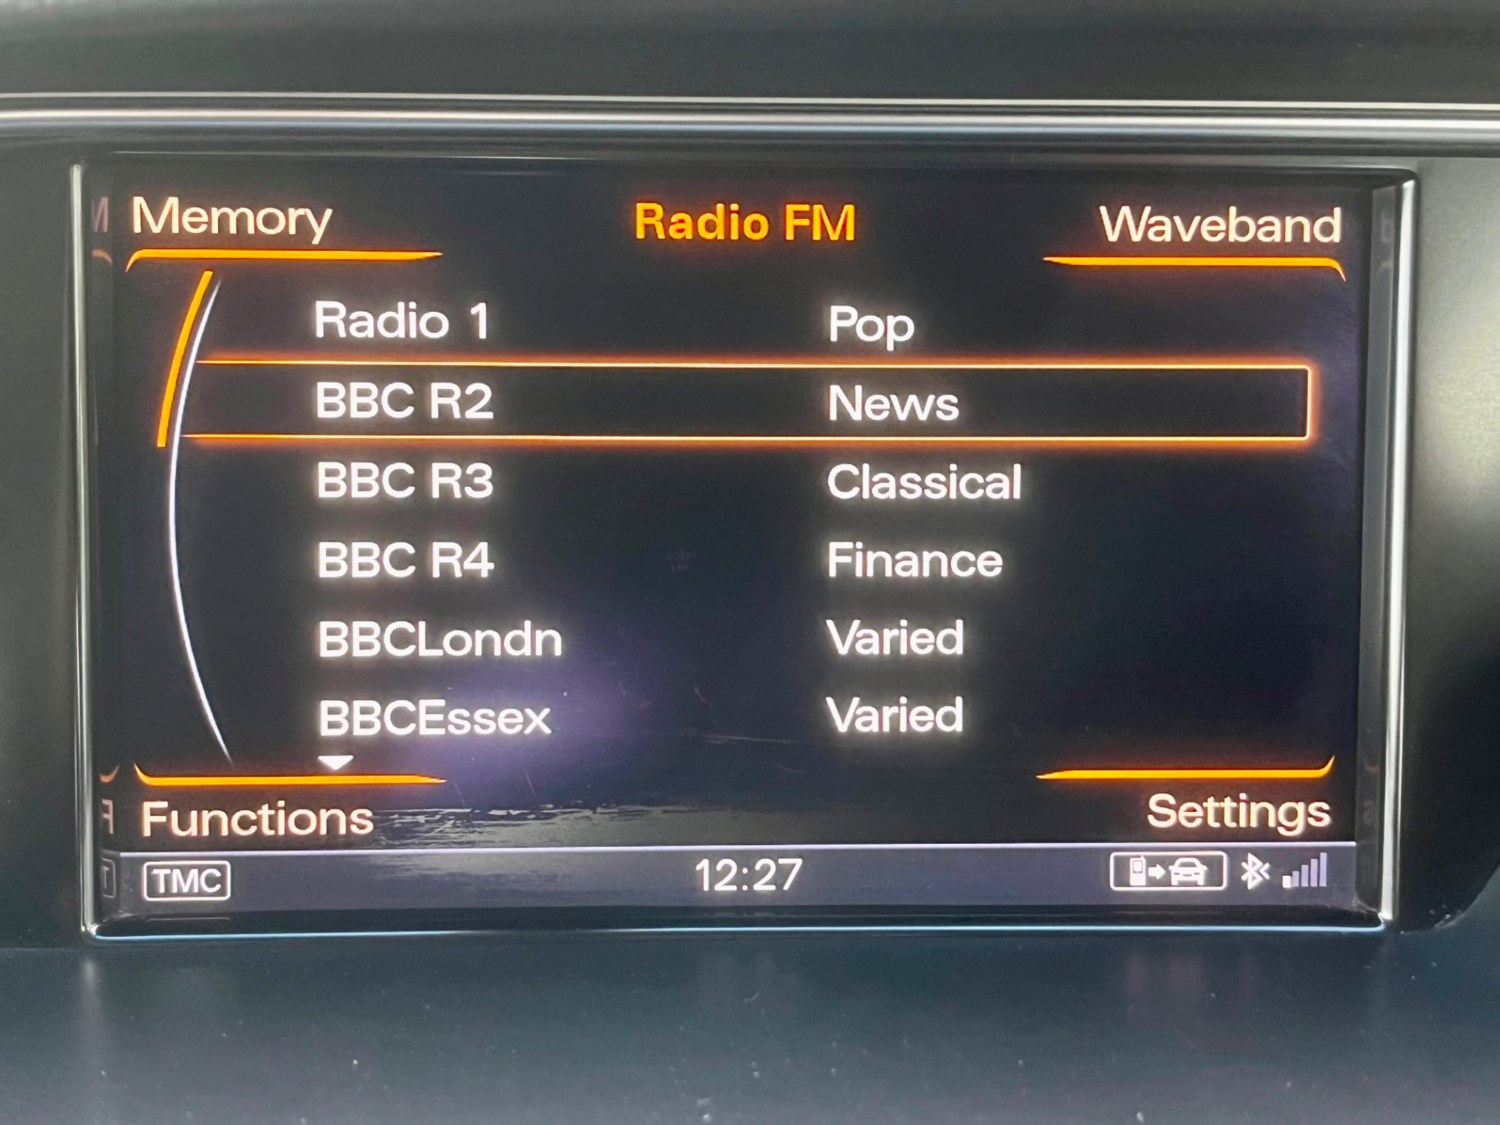 Memory Radio FM Waveband
Radio 1 Pop
BBC R2 News
BBC R3 Classical
BBC R4 Finance
BBCLondn Varied
BBCEssex Varied
Functions Settings
TMC 12:27